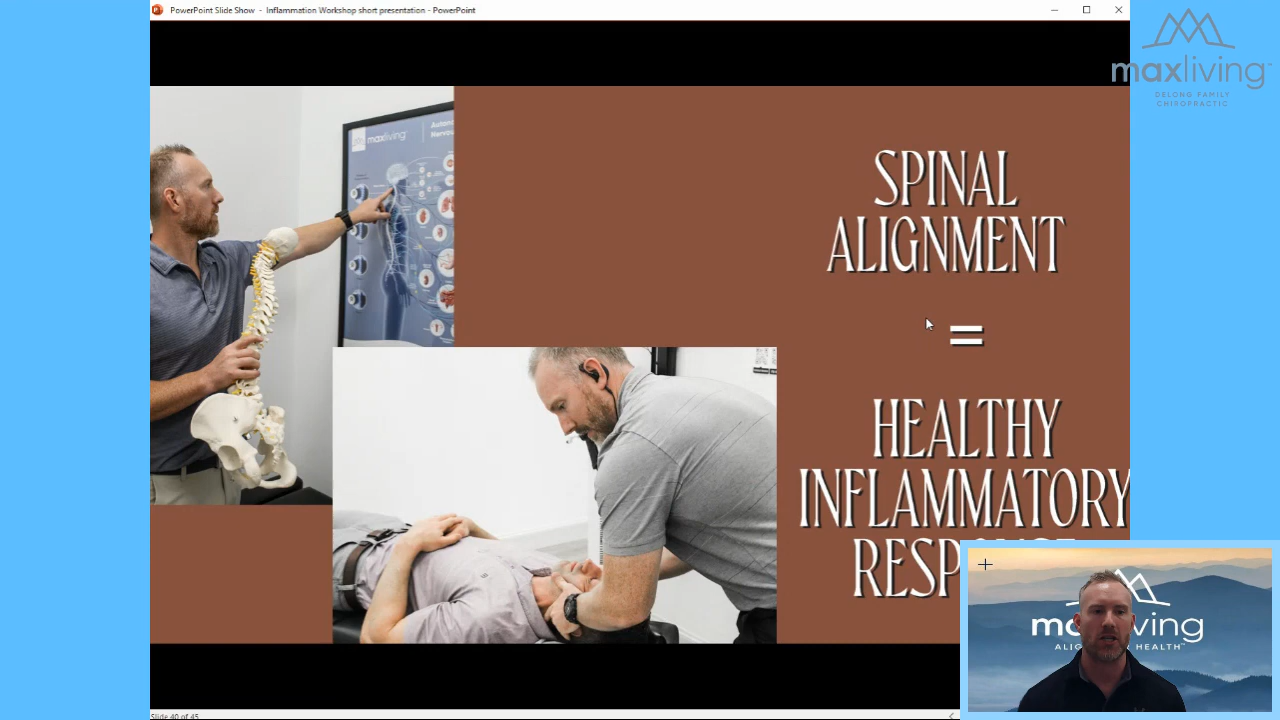 PowerPoint Slide Show - Inflammation Workshop short presentation - PowerPoint
maxliving
DELONG FAMILY
CHIROPRACTIC
maxliving
SPINAL
ALIGNMENT
=
HEALTHY
INFLAMMATORY
Slide 40 of 45